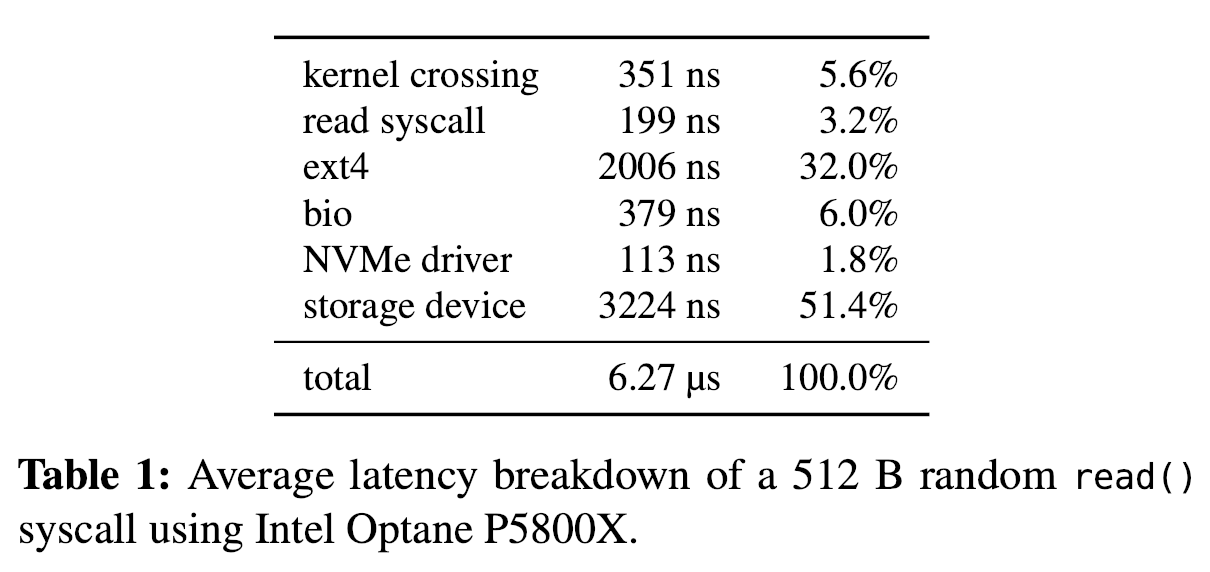 kernel crossing 351 ns 5.6%
read syscall 199 ns 3.2%
ext4 2006 ns 32.0%
bio 379 ns 6.0%
NVMe driver 113 ns 1.8%
storage device 3224 ns 51.4%
total 6.27 µs 100.0%
Table 1: Average latency breakdown of a 512 B random read()
syscall using Intel Optane P5800X.